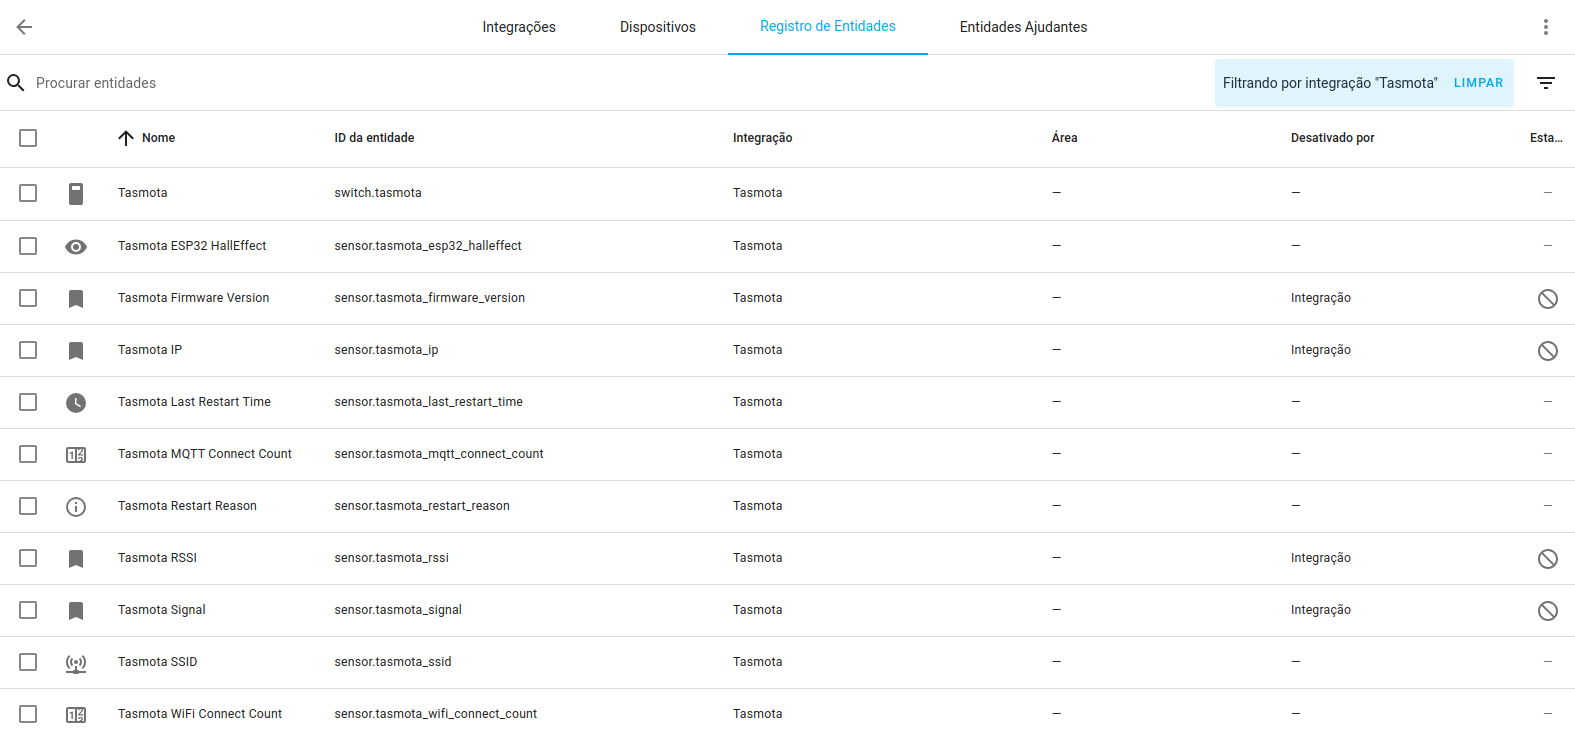 Integrações Dispositivos Registro de Entidades Entidades Ajudantes
Procurar entidades Filtrando por integração "Tasmota" LIMPAR
Nome ID da entidade Integração Área Desativado por Esta...
Tasmota switch.tasmota Tasmota — — —
Tasmota ESP32 HallEffect sensor.tasmota_esp32_halleffect Tasmota — — —
Tasmota Firmware Version sensor.tasmota_firmware_version Tasmota — Integração
Tasmota IP sensor.tasmota_ip Tasmota — Integração
Tasmota Last Restart Time sensor.tasmota_last_restart_time Tasmota — — —
Tasmota MQTT Connect Count sensor.tasmota_mqtt_connect_count Tasmota — — —
Tasmota Restart Reason sensor.tasmota_restart_reason Tasmota — — —
Tasmota RSSI sensor.tasmota_rssi Tasmota — Integração
Tasmota Signal sensor.tasmota_signal Tasmota — Integração
Tasmota SSID sensor.tasmota_ssid Tasmota — — —
Tasmota WiFi Connect Count sensor.tasmota_wifi_connect_count Tasmota — — —